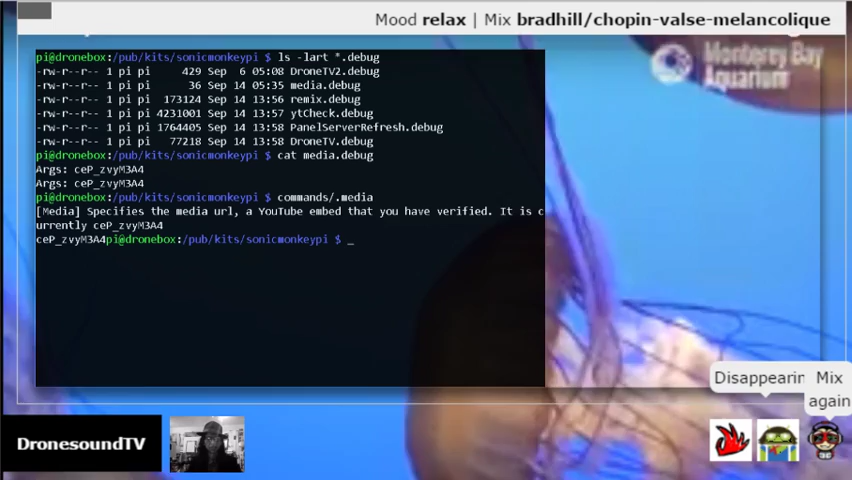 Mood relax | Mix bradhill/chopin-valse-melancolique
Monterey Bay
Aquarium
pi@dronebox:/pub/kits/sonicmonkeypi $ ls -lart *.debug
-rw-r--r-- 1 pi pi     429 Sep  6 05:08 DroneTV2.debug
-rw-r--r-- 1 pi pi      36 Sep 14 05:35 media.debug
-rw-r--r-- 1 pi pi  173124 Sep 14 13:56 remix.debug
-rw-r--r-- 1 pi pi 4231001 Sep 14 13:57 ytCheck.debug
-rw-r--r-- 1 pi pi 1764405 Sep 14 13:58 PanelServerRefresh.debug
-rw-r--r-- 1 pi pi   77218 Sep 14 13:58 DroneTV.debug
pi@dronebox:/pub/kits/sonicmonkeypi $ cat media.debug
Args: ceP_zvyM3A4
Args: ceP_zvyM3A4
pi@dronebox:/pub/kits/sonicmonkeypi $ commands/.media
[Media] Specifies the media url, a YouTube embed that you have verified. It is c
urrently ceP_zvyM3A4
ceP_zvyM3A4pi@dronebox:/pub/kits/sonicmonkeypi $ _
Disappearin
Mix
again
DronesoundTV